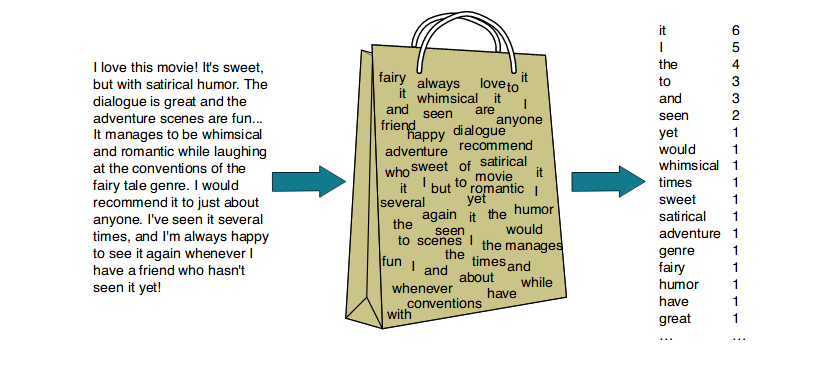 I love this movie! It's sweet,
but with satirical humor. The
dialogue is great and the
adventure scenes are fun...
It manages to be whimsical
and romantic while laughing
at the conventions of the
fairy tale genre. I would
recommend it to just about
anyone. I've seen it several
times, and I'm always happy
to see it again whenever I
have a friend who hasn't
seen it yet!
fairy always love to it
it whimsical it I
and seen are anyone
friend happy dialogue
adventure recommend
who sweet of satirical
it I but to movie romantic it I
several yet
again it the humor
the seen would
to scenes I the manages
fun I and the times and
about
whenever have while
conventions
with
it 6
I 5
the 4
to 3
and 3
seen 2
yet 1
would 1
whimsical 1
times 1
sweet 1
satirical 1
adventure 1
genre 1
fairy 1
humor 1
have 1
great 1
… …